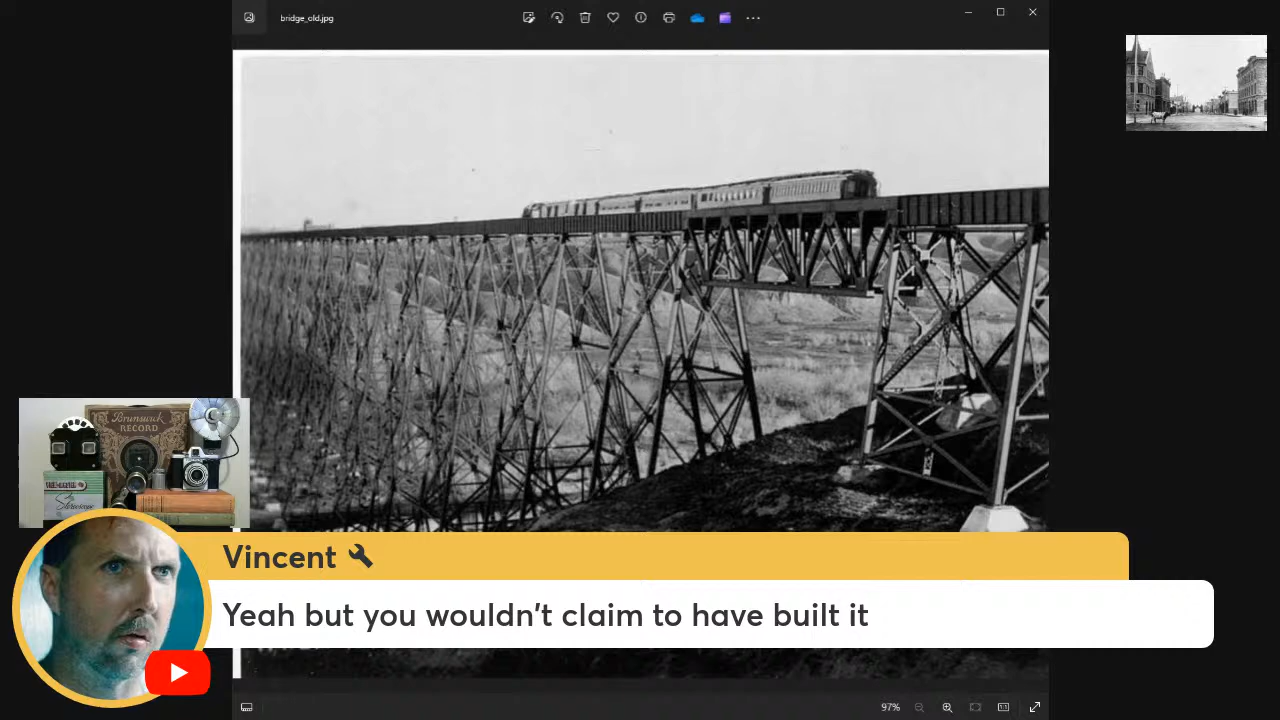 bridge_old.jpg
Brunswick
RECORD
Vincent
Yeah but you wouldn't claim to have built it
97%